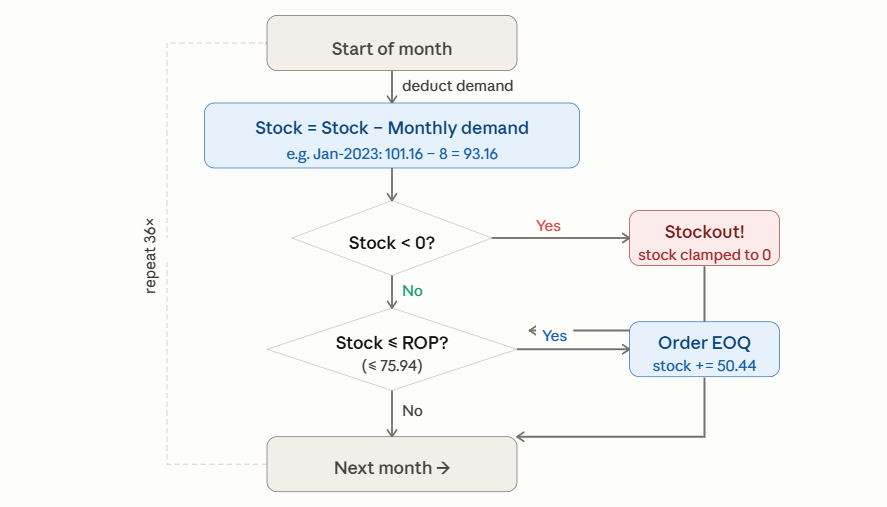 Start of month
deduct demand
Stock = Stock − Monthly demand
e.g. Jan-2023: 101.16 − 8 = 93.16
Stock < 0?
Yes
Stockout!
stock clamped to 0
No
Stock ≤ ROP?
(≤ 75.94)
Yes
Order EOQ
stock += 50.44
No
Next month →
repeat 36×